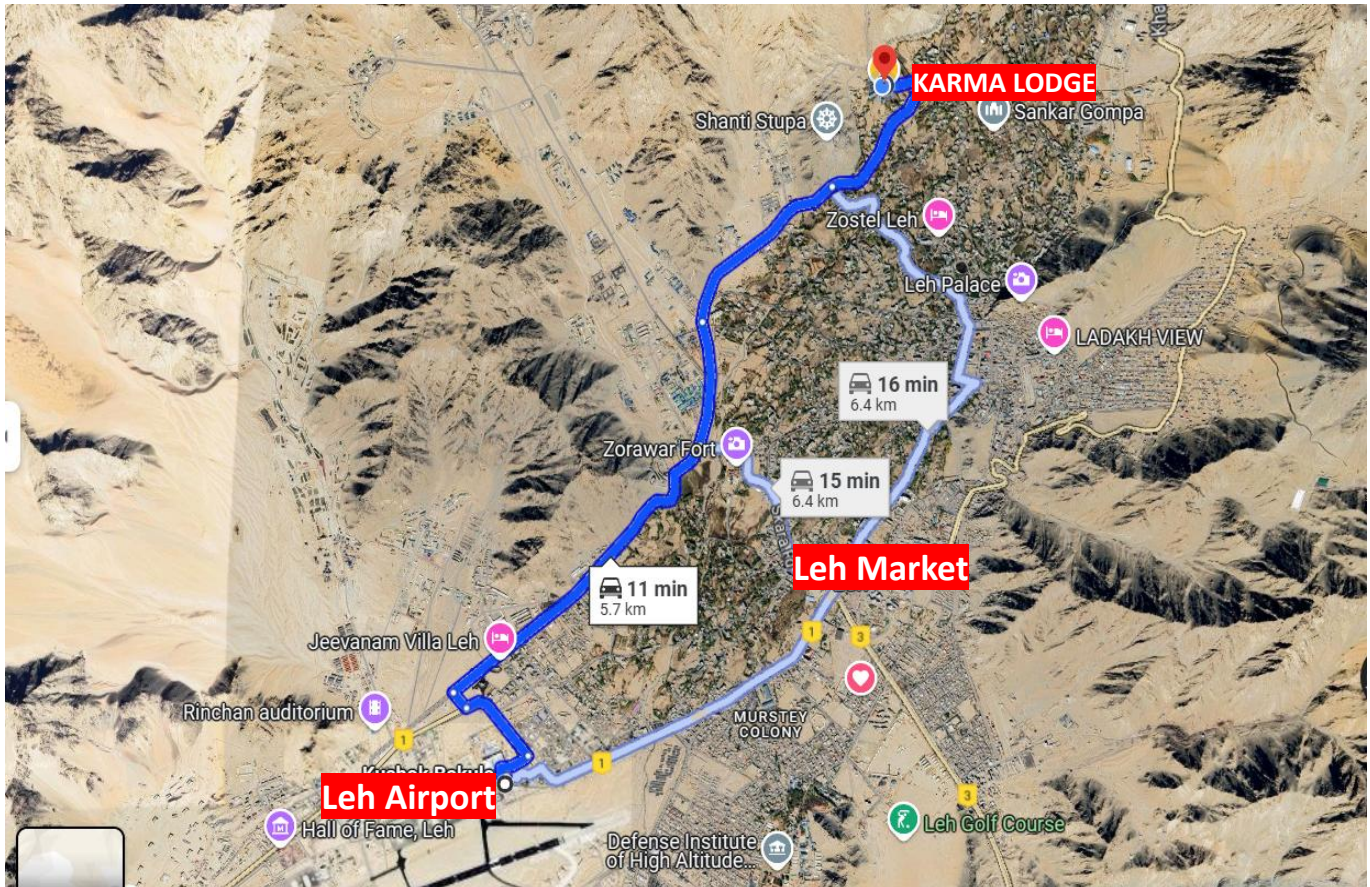 KARMA LODGE
Shanti Stupa
Sankar Gompa
Zostel Leh
Leh Palace
LADAKH VIEW
16 min
6.4 km
Zorawar Fort
15 min
6.4 km
Leh Market
11 min
5.7 km
Jeevanam Villa Leh
1
3
Rinchan auditorium
1
MURSTEY
COLONY
1
3
Leh Airport
Hall of Fame, Leh
Leh Golf Course
Defense Institute
of High Altitude...